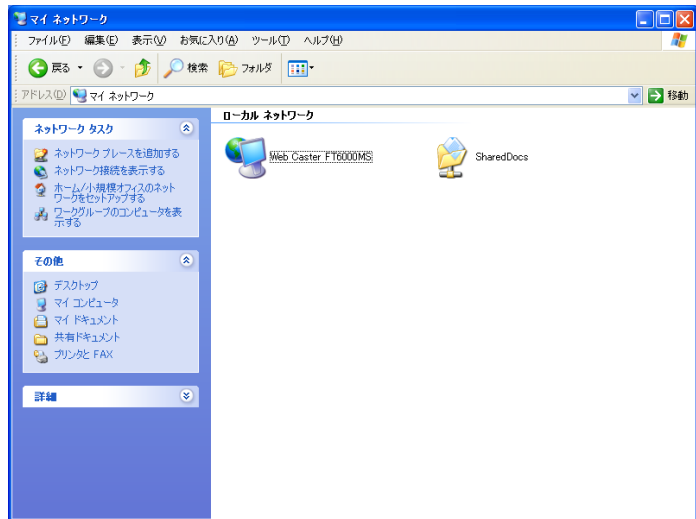 マイ ネットワーク
ファイル(F) 編集(E) 表示(V) お気に入り(A) ツール(T) ヘルプ(H)
戻る 検索 フォルダ
アドレス(D) マイ ネットワーク 移動
ネットワーク タスク
ネットワーク プレースを追加する
ネットワーク接続を表示する
ホーム/小規模オフィスのネット
ワークをセットアップする
ワークグループのコンピュータを表
示する
その他
デスクトップ
マイ コンピュータ
マイ ドキュメント
共有ドキュメント
プリンタと FAX
詳細
ローカル ネットワーク
Web Caster FT6000MS
SharedDocs